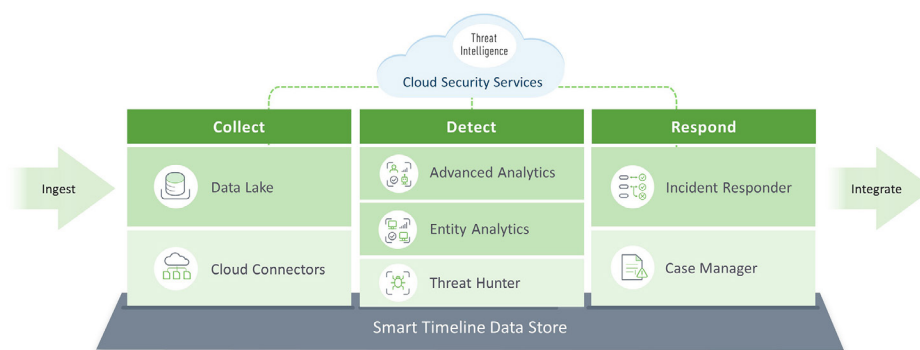 Threat
Intelligence
Cloud Security Services
Collect
Detect
Respond
Ingest
Data Lake
Cloud Connectors
Advanced Analytics
Entity Analytics
Threat Hunter
Incident Responder
Case Manager
Integrate
Smart Timeline Data Store